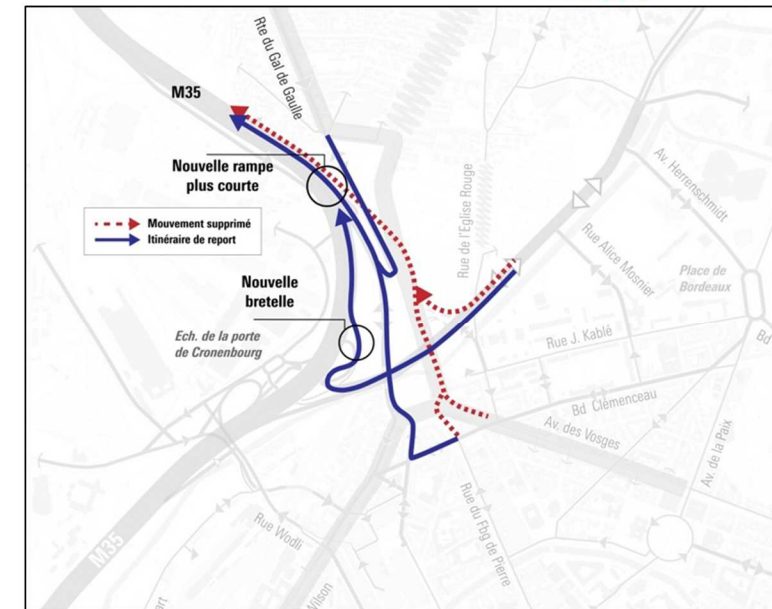 Rte du Gal de Gaulle
M35
Nouvelle rampe
plus courte
Mouvement supprimé
Itinéraire de report
Nouvelle
bretelle
Ech. de la porte
de Cronenbourg
Rue de l'Eglise Rouge
Av. Herrenschmidt
Rue Alice Mosnier
Place de
Bordeaux
Rue J. Kablé
Bd
Bd Clémenceau
Av. des Vosges
Av. de la Paix
Rue du Fbg de Pierre
Rue Wodli
M35
Wilson
art